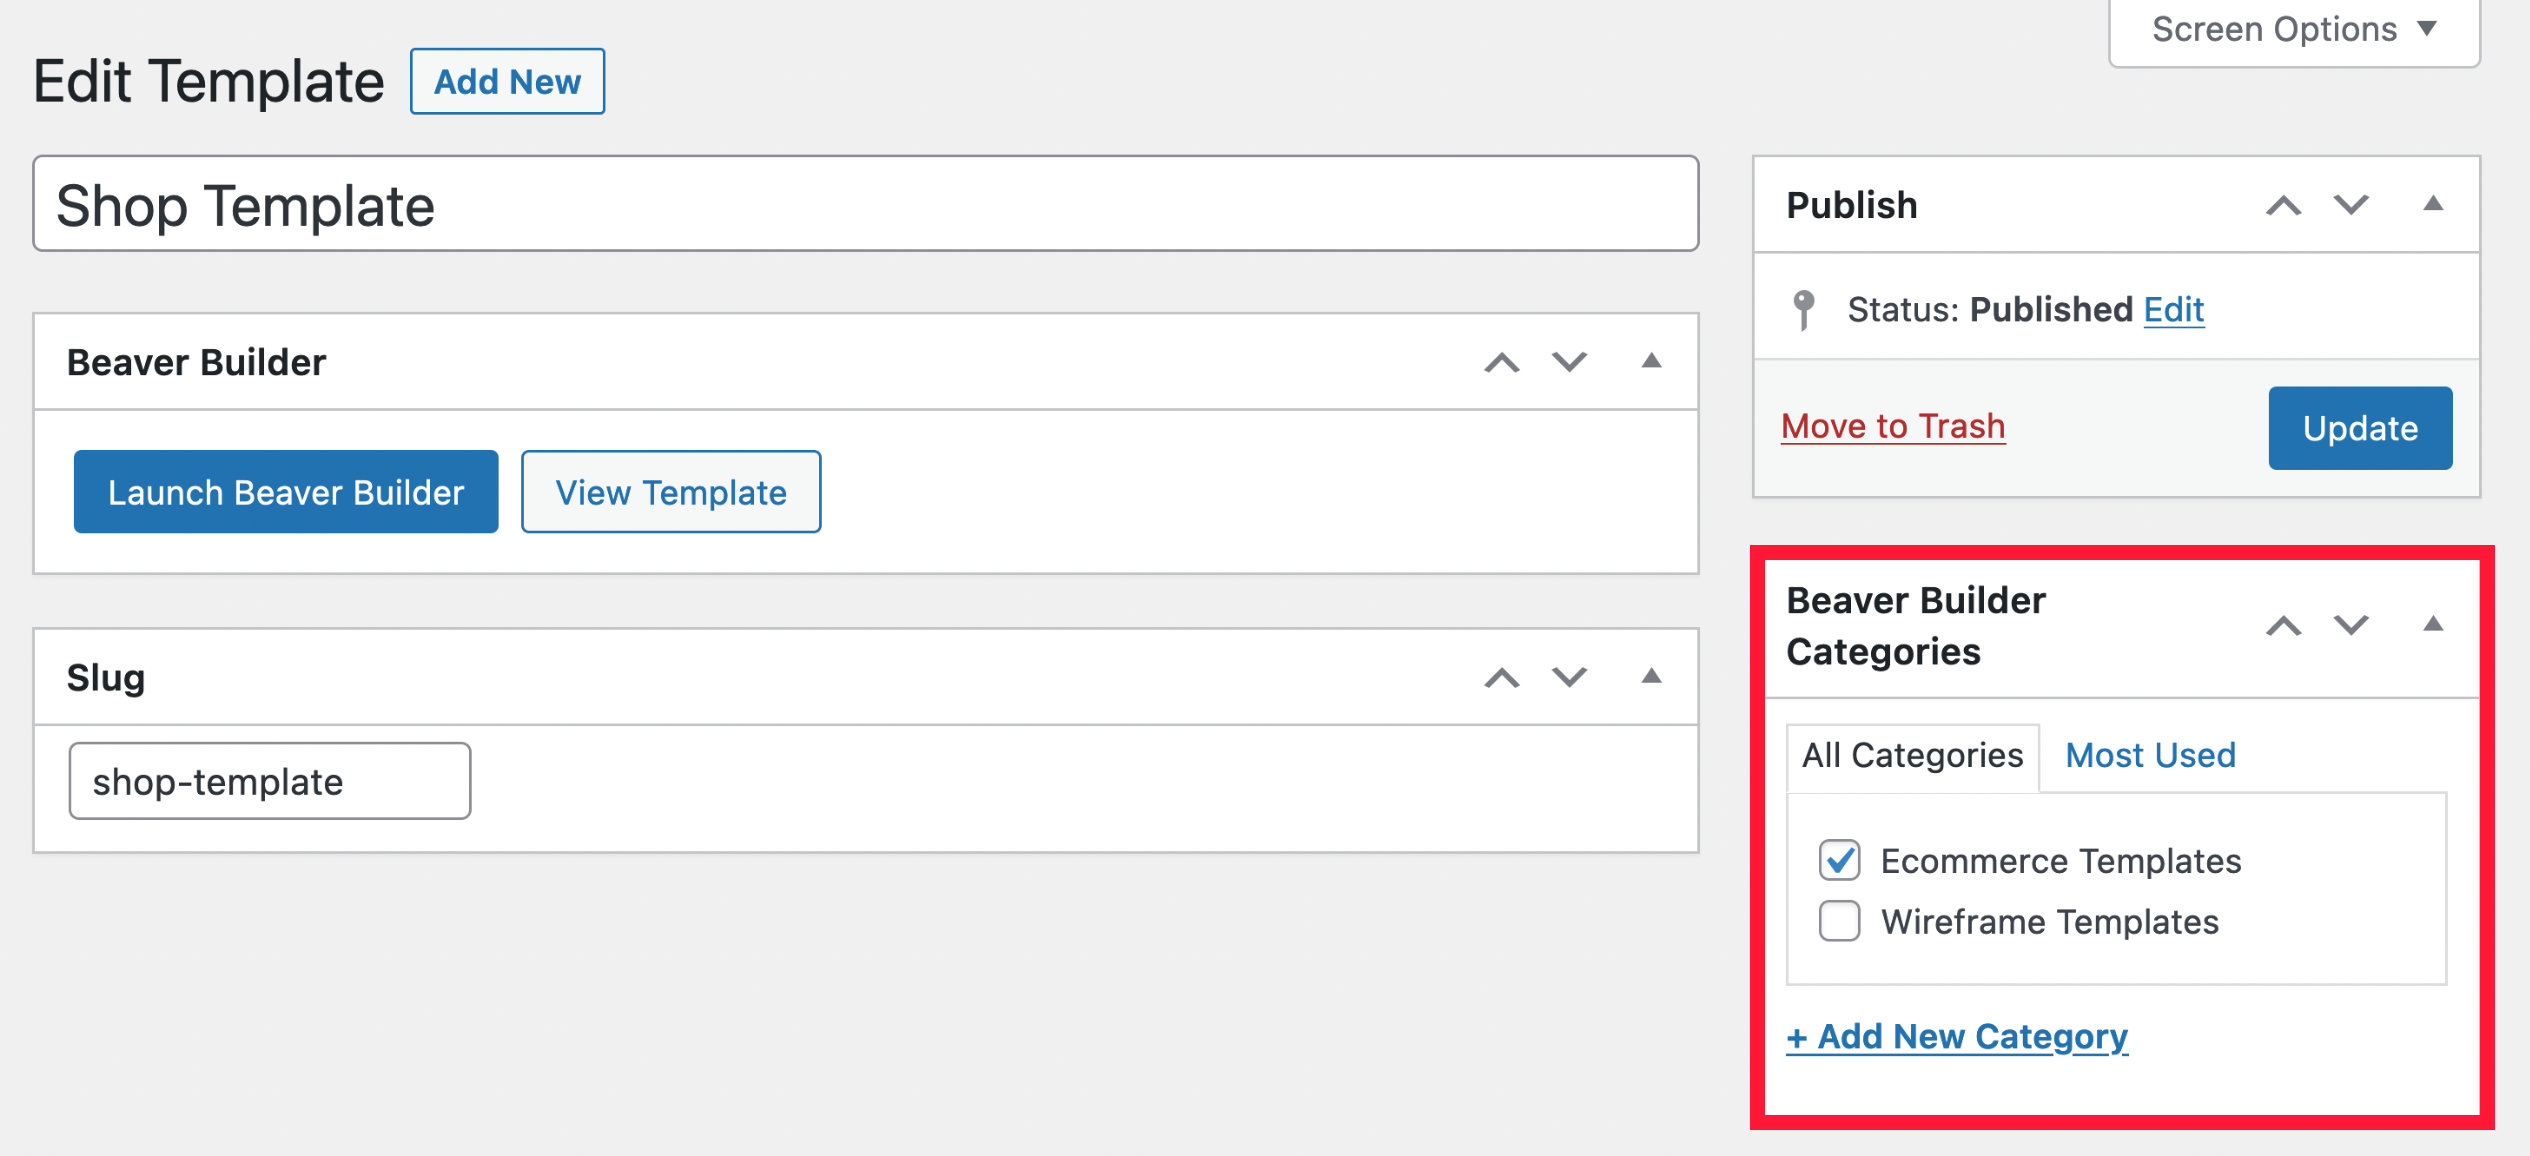 Screen Options
Edit Template
Add New
Shop Template
Beaver Builder
Launch Beaver Builder
View Template
Slug
shop-template
Publish
Status: Published Edit
Move to Trash
Update
Beaver Builder
Categories
All Categories
Most Used
Ecommerce Templates
Wireframe Templates
+ Add New Category